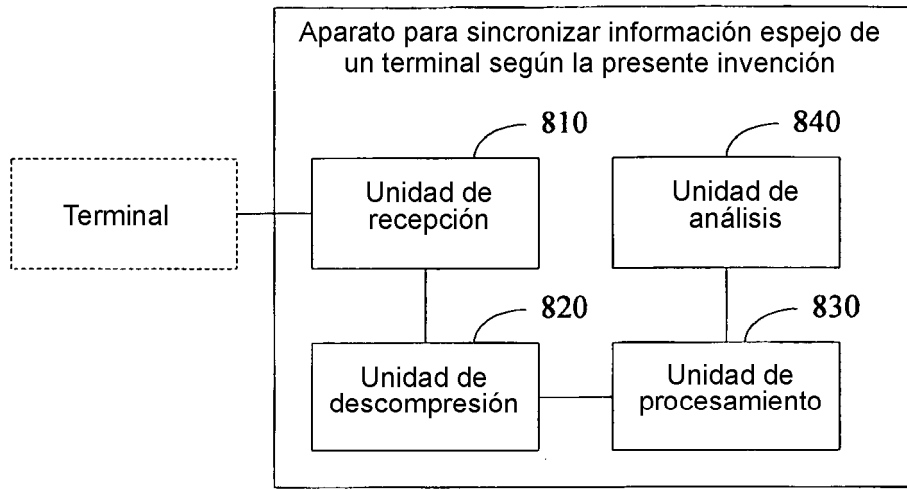 Aparato para sincronizar información espejo de
un terminal según la presente invención
810
840
Terminal
Unidad de
recepción
Unidad de
análisis
820
830
Unidad de
descompresión
Unidad de
procesamiento